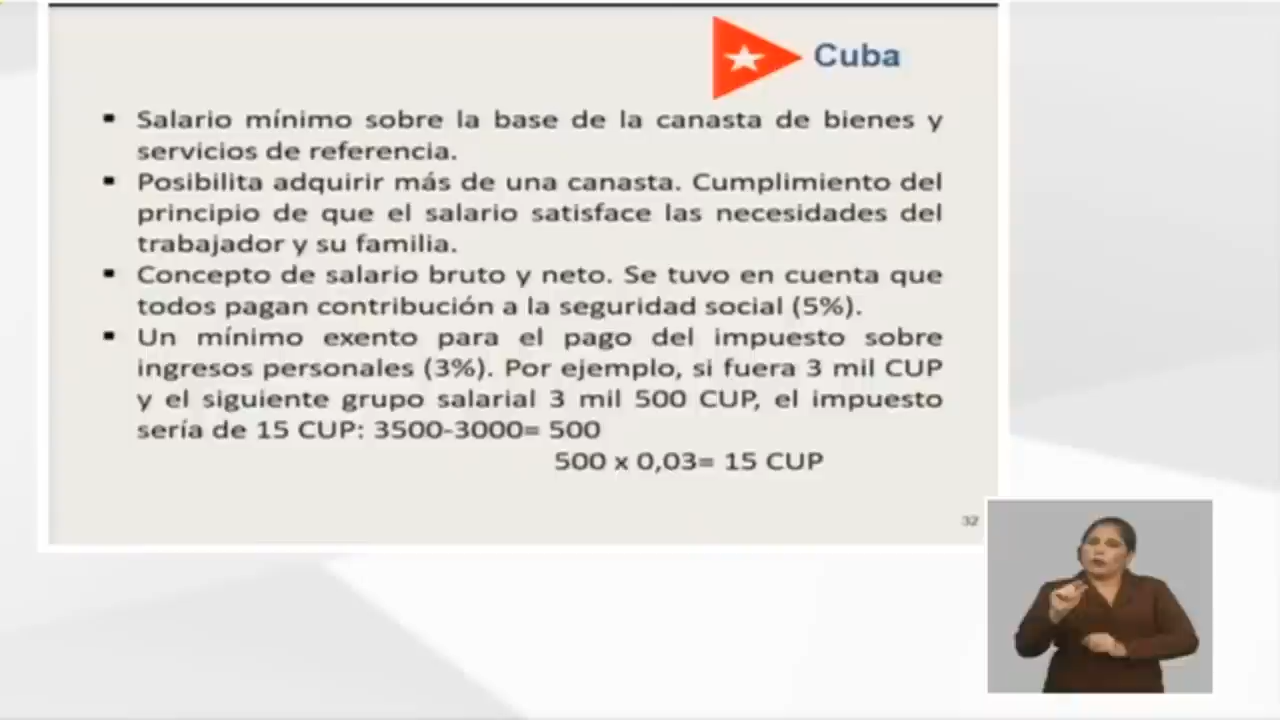 Cuba
▪ Salario mínimo sobre la base de la canasta de bienes y
servicios de referencia.
▪ Posibilita adquirir más de una canasta. Cumplimiento del
principio de que el salario satisface las necesidades del
trabajador y su familia.
▪ Concepto de salario bruto y neto. Se tuvo en cuenta que
todos pagan contribución a la seguridad social (5%).
▪ Un mínimo exento para el pago del impuesto sobre
ingresos personales (3%). Por ejemplo, si fuera 3 mil CUP
y el siguiente grupo salarial 3 mil 500 CUP, el impuesto
sería de 15 CUP: 3500-3000= 500
500 x 0,03= 15 CUP
32